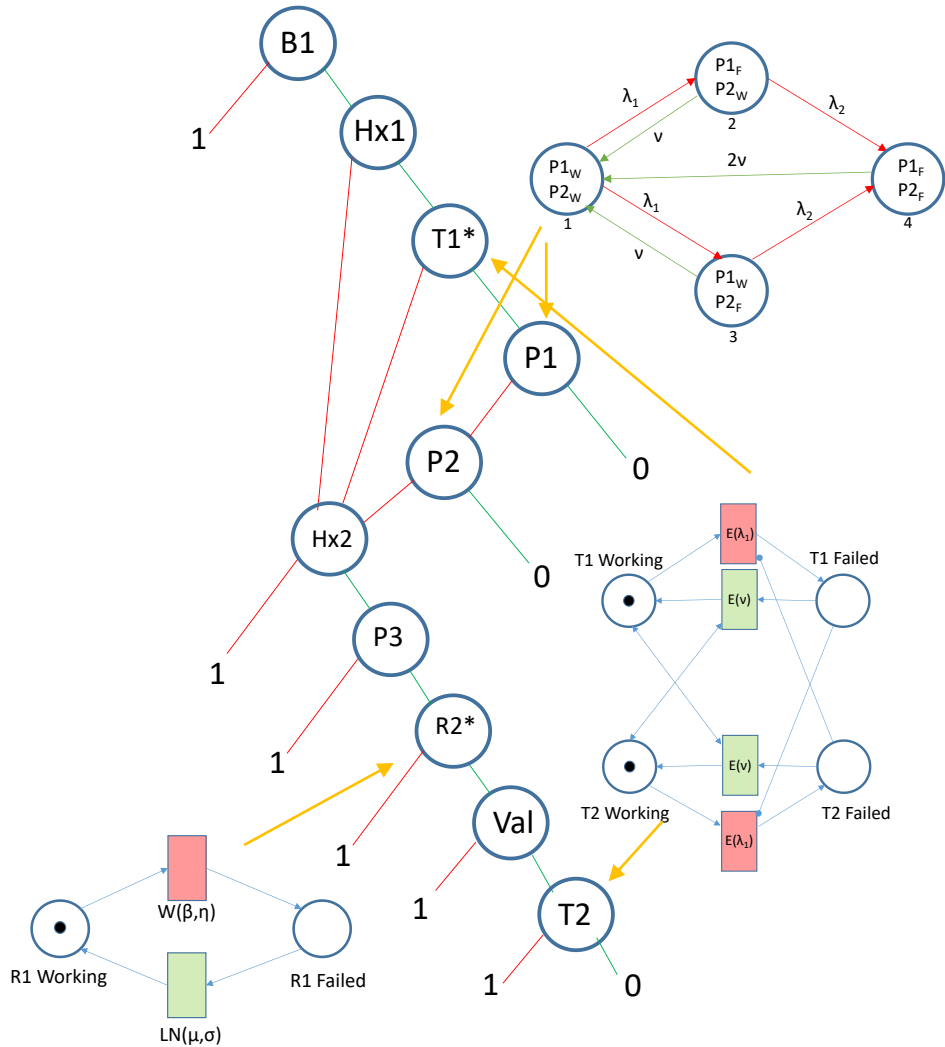 B1
1
Hx1
T1*
P1
0
P2
0
Hx2
1
P3
1
R2*
1
Val
1
T2
1
0
P1F
P2W
2
λ1
λ2
ν
2ν
P1W
P2W
1
P1F
P2F
4
λ1
λ2
ν
P1W
P2F
3
E(λ1)
T1 Working
T1 Failed
E(ν)
E(ν)
T2 Working
T2 Failed
E(λ1)
W(β,η)
R1 Working
R1 Failed
LN(μ,σ)